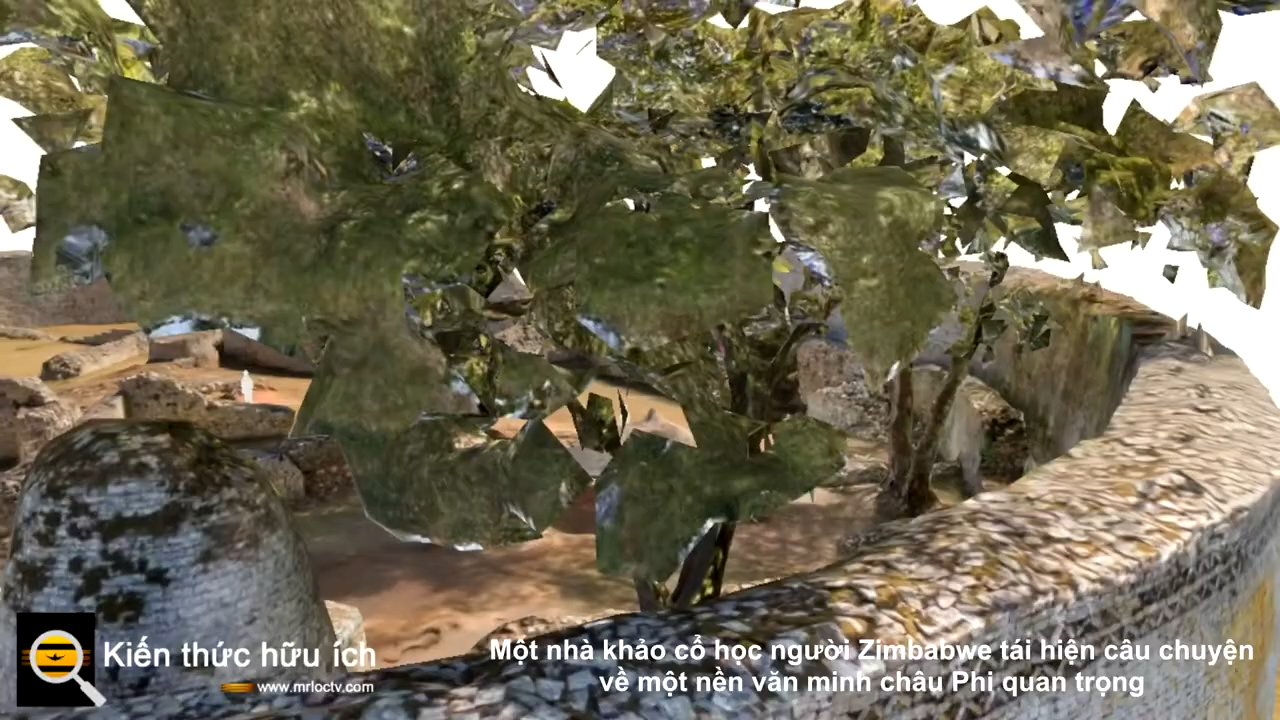 Kiến thức hữu ích
www.mrloctv.com
Một nhà khảo cổ học người Zimbabwe tái hiện câu chuyện
về một nền văn minh châu Phi quan trọng